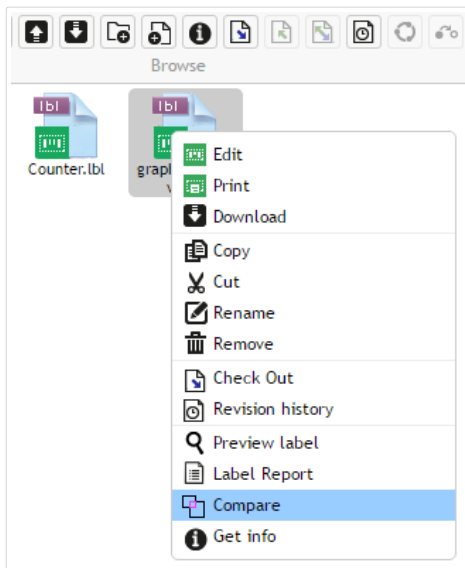 Browse
lbl
lbl
Counter.lbl
Edit
Print
Download
Copy
Cut
Rename
Remove
Check Out
Revision history
Preview label
Label Report
Compare
Get info